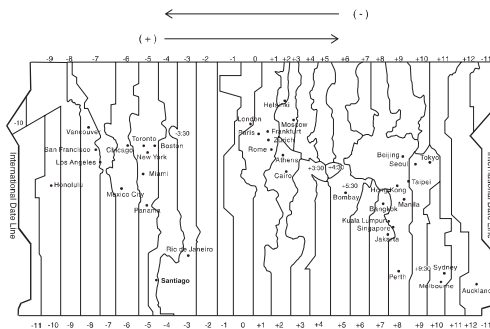 (-)
(+)
-9 -8 -7 -6 -5 -4 -3 -2 -1 0 +1 +2 +3 +4 +5 +6 +7 +8 +9 +10 +11 +12 -11
Helsinki
London Moscow
-10 Vancouver -3:30 Paris Frankfurt
Toronto Boston Zurich
San Francisco Chicago New York Rome Beijing Tokyo
Los Angeles Athens Seoul
Miami Cairo +3:30 +4:30
International Date Line Honolulu +5:30 Hong Kong Taipei
Mexico City Bombay Manila
Panama Bangkok
Kuala Lumpur
Singapore
Rio de Janeiro Jakarta
Santiago Perth +9:30 Sydney
Melbourne
Auckland
-11 -10 -9 -8 -7 -6 -5 -4 -3 -2 -1 0 +1 +2 +3 +4 +5 +6 +7 +8 +9 +10 +11 +12